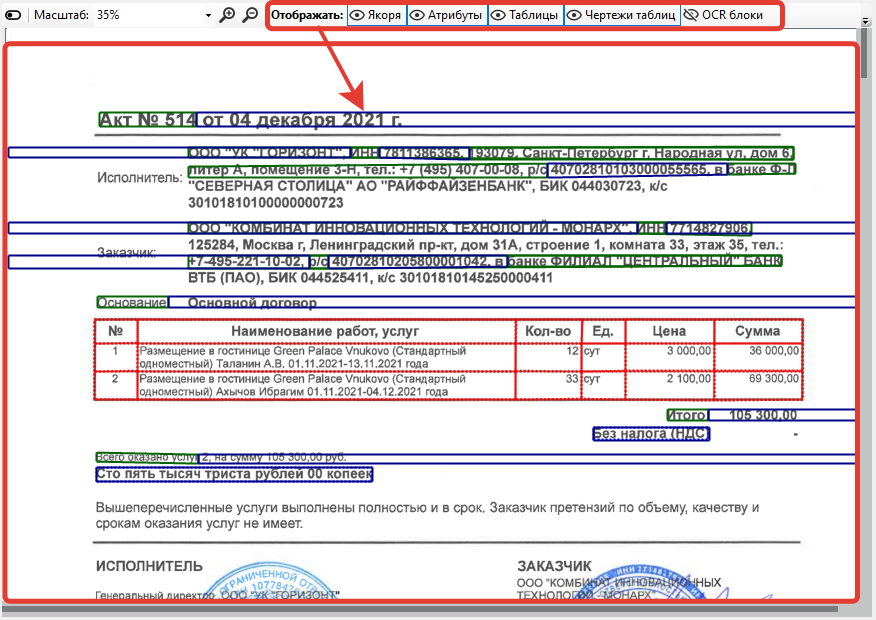 Масштаб: 35% Отображать: Якоря Атрибуты Таблицы Чертежи таблиц OCR блоки
Акт № 514 от 04 декабря 2021 г.
Исполнитель: ООО "УК "ГОРИЗОНТ", ИНН 7811386365, 193079, Санкт-Петербург г, Народная ул, дом 6,
литер А, помещение 3-Н, тел.: +7 (495) 407-00-08, р/с 40702810103000055565, в банке Ф-Л
"СЕВЕРНАЯ СТОЛИЦА" АО "РАЙФФАЙЗЕНБАНК", БИК 044030723, к/с
30101810100000000723
Заказчик: ООО "КОМБИНАТ ИННОВАЦИОННЫХ ТЕХНОЛОГИЙ - МОНАРХ", ИНН 7714827906,
125284, Москва г, Ленинградский пр-кт, дом 31А, строение 1, комната 33, этаж 35, тел.:
+7-495-221-10-02, р/с 40702810205800001042, в банке ФИЛИАЛ "ЦЕНТРАЛЬНЫЙ" БАНК
ВТБ (ПАО), БИК 044525411, к/с 30101810145250000411
Основание: Основной договор
№ Наименование работ, услуг Кол-во Ед. Цена Сумма
1 Размещение в гостинице Green Palace Vnukovo (Стандартный одноместный) Таланин А.В. 01.11.2021-13.11.2021 года 12 сут 3 000,00 36 000,00
2 Размещение в гостинице Green Palace Vnukovo (Стандартный одноместный) Ахычов Ибрагим 01.11.2021-04.12.2021 года 33 сут 2 100,00 69 300,00
Итого: 105 300,00
Без налога (НДС) -
Всего оказано услуг 2, на сумму 105 300,00 руб.
Сто пять тысяч триста рублей 00 копеек
Вышеперечисленные услуги выполнены полностью и в срок. Заказчик претензий по объему, качеству и
срокам оказания услуг не имеет.
ИСПОЛНИТЕЛЬ ЗАКАЗЧИК
Генеральный директор ООО "УК "ГОРИЗОНТ" ООО "КОМБИНАТ ИННОВАЦИОННЫХ
ТЕХНОЛОГИЙ - МОНАРХ"